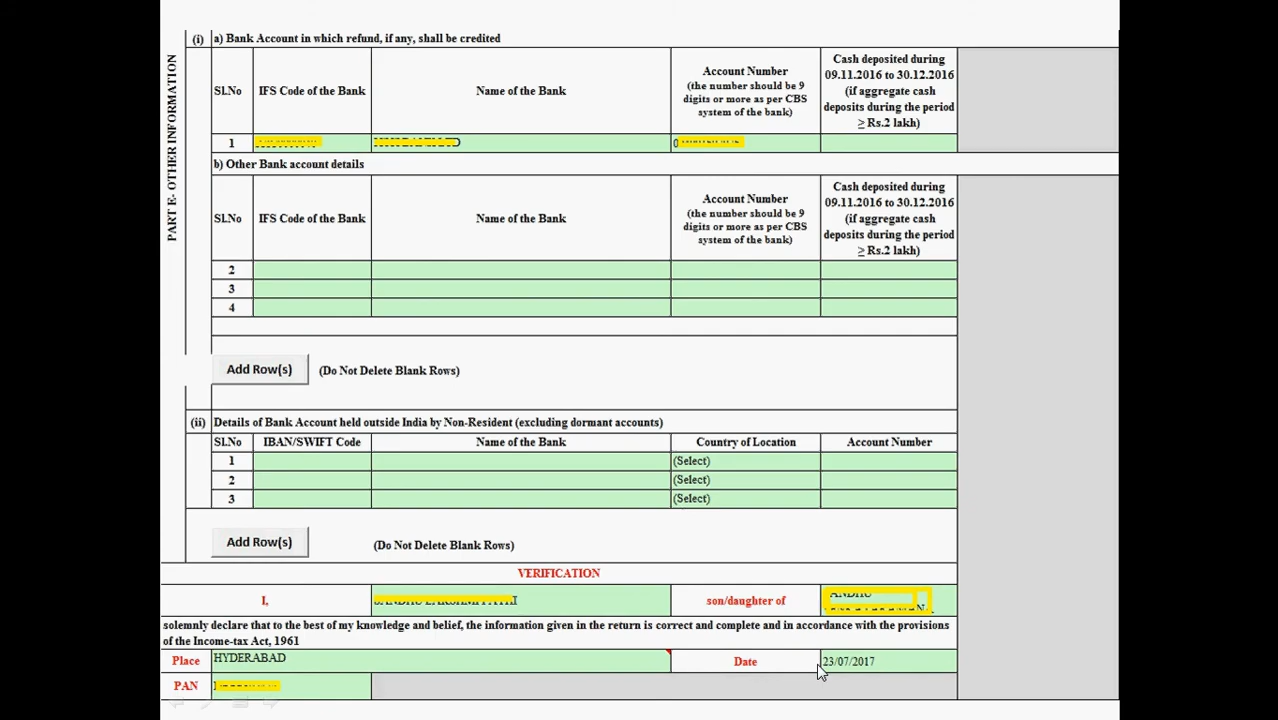 (i) a) Bank Account in which refund, if any, shall be credited
PART E- OTHER INFORMATION
Sl.No IFS Code of the Bank Name of the Bank Account Number (the number should be 9 digits or more as per CBS system of the bank) Cash deposited during 09.11.2016 to 30.12.2016 (if aggregate cash deposits during the period ≥ Rs.2 lakh)
1
b) Other Bank account details
Sl.No IFS Code of the Bank Name of the Bank Account Number (the number should be 9 digits or more as per CBS system of the bank) Cash deposited during 09.11.2016 to 30.12.2016 (if aggregate cash deposits during the period ≥ Rs.2 lakh)
2
3
4
Add Row(s) (Do Not Delete Blank Rows)
(ii) Details of Bank Account held outside India by Non-Resident (excluding dormant accounts)
Sl.No IBAN/SWIFT Code Name of the Bank Country of Location Account Number
1 (Select)
2 (Select)
3 (Select)
Add Row(s) (Do Not Delete Blank Rows)
VERIFICATION
I, son/daughter of
solemnly declare that to the best of my knowledge and belief, the information given in the return is correct and complete and in accordance with the provisions
of the Income-tax Act, 1961
Place HYDERABAD Date 23/07/2017
PAN